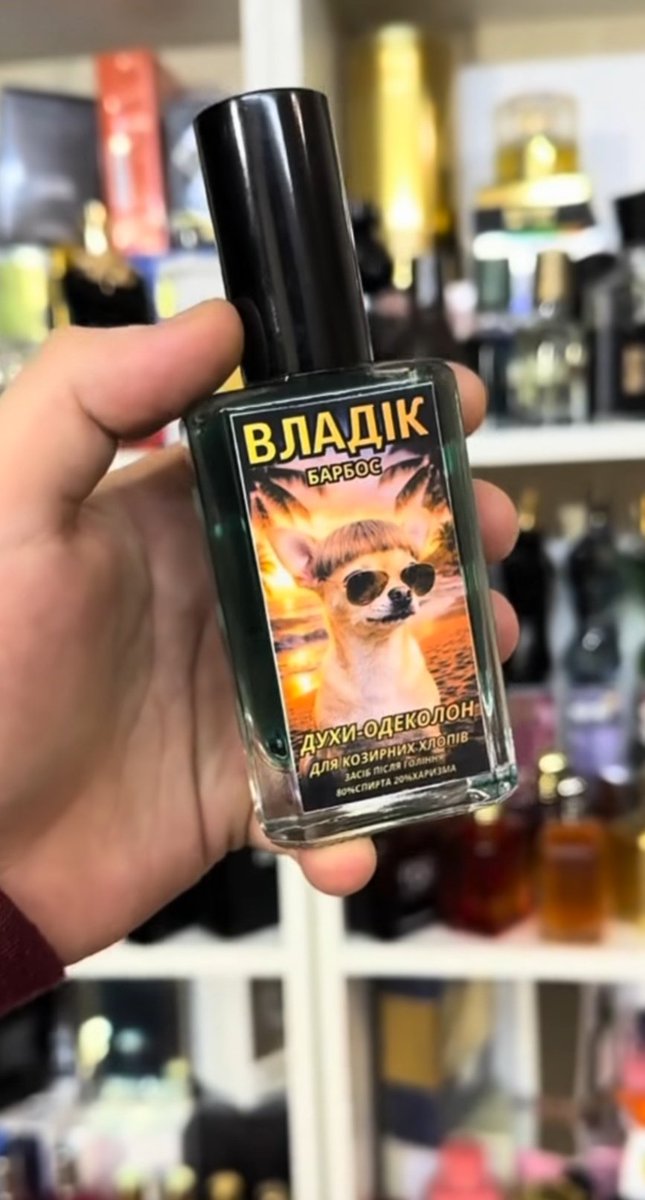 ВЛАДІК
БАРБОС
ДУХИ-ОДЕКОЛОН
ДЛЯ КОЗИРНИХ ХЛОПІВ
ЗАСІБ ПІСЛЯ ГОЛІННЯ
80%СПИРТА 20%ХАРИЗМА